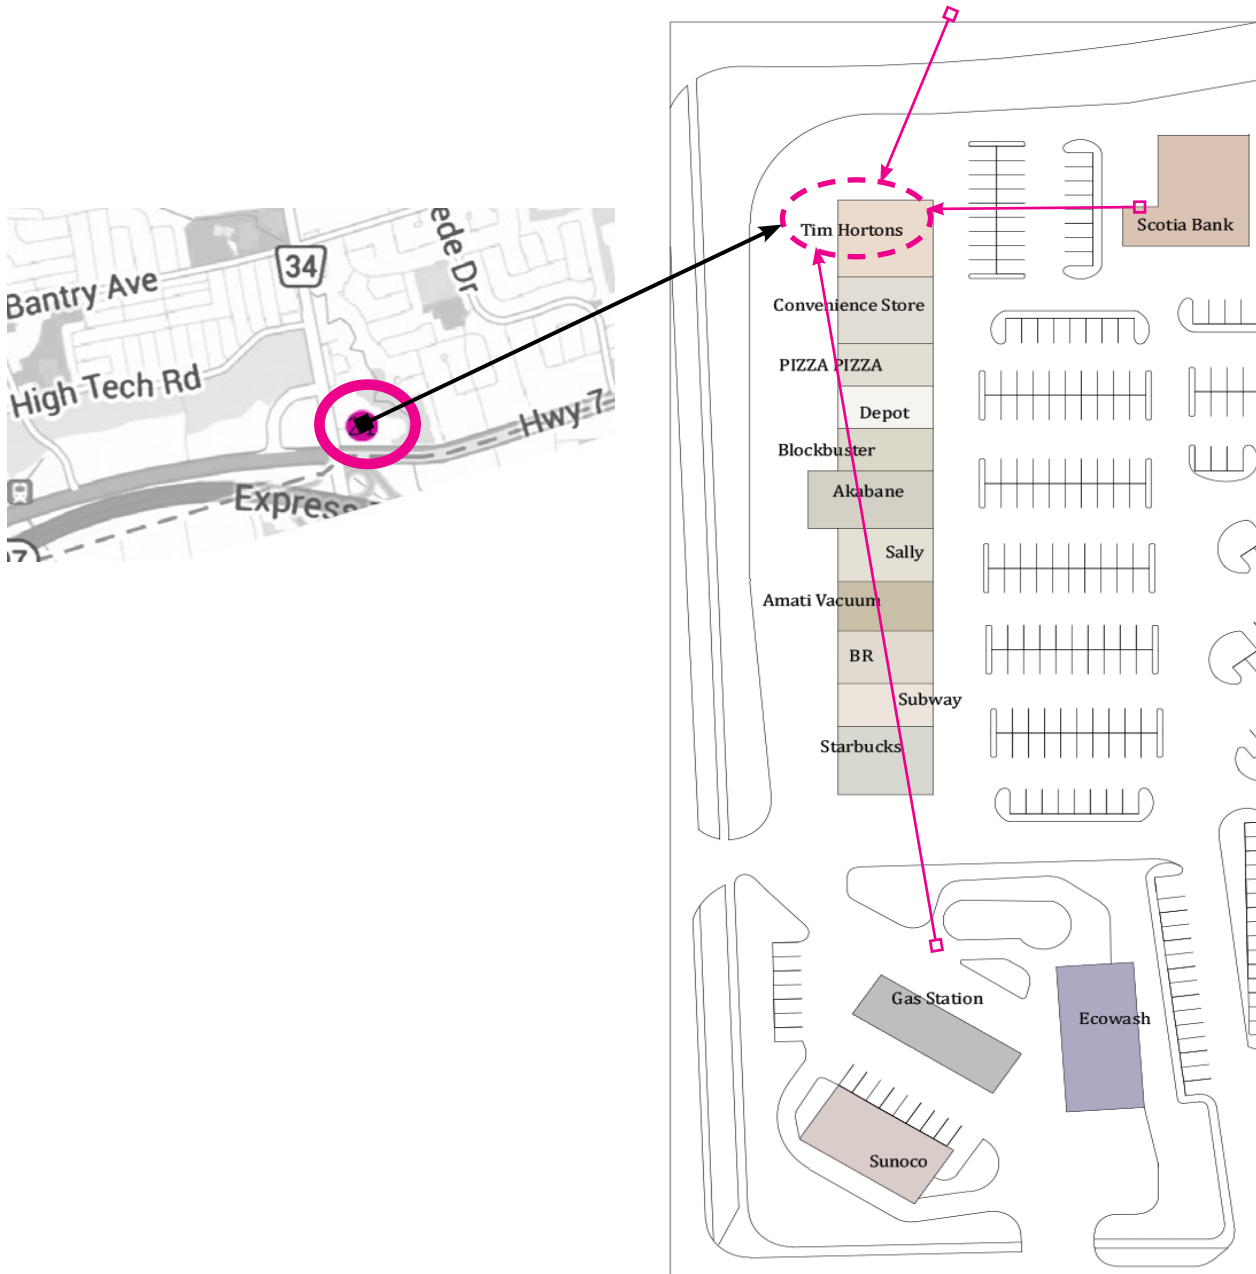 34
ede Dr
Bantry Ave
High Tech Rd
Hwy 7
Express
Tim Hortons
Scotia Bank
Convenience Store
PIZZA PIZZA
Depot
Blockbuster
Akabane
Sally
Amati Vacuum
BR
Subway
Starbucks
Gas Station
Ecowash
Sunoco